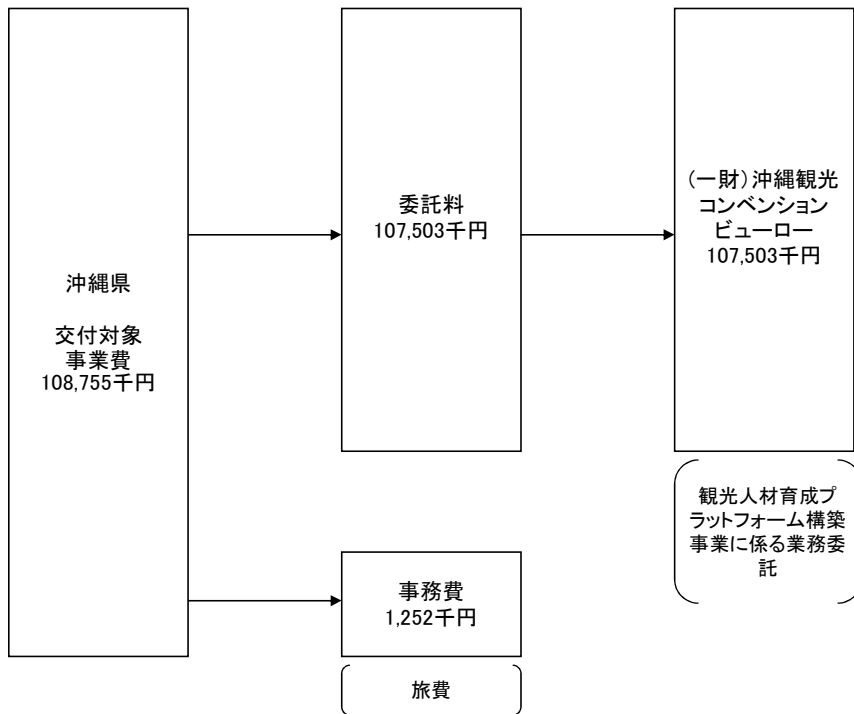 沖縄県
交付対象
事業費
108,755千円
委託料
107,503千円
(一財)沖縄観光
コンベンション
ビューロー
107,503千円
観光人材育成プ
ラットフォーム構築
事業に係る業務委
託
事務費
1,252千円
旅費